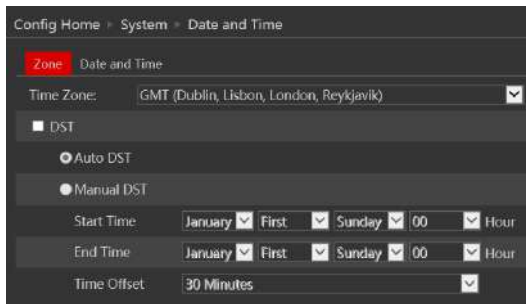 Config Home » System » Date and Time
Zone Date and Time
Time Zone: GMT (Dublin, Lisbon, London, Reykjavik)
DST
Auto DST
Manual DST
Start Time January First Sunday 00 Hour
End Time January First Sunday 00 Hour
Time Offset 30 Minutes